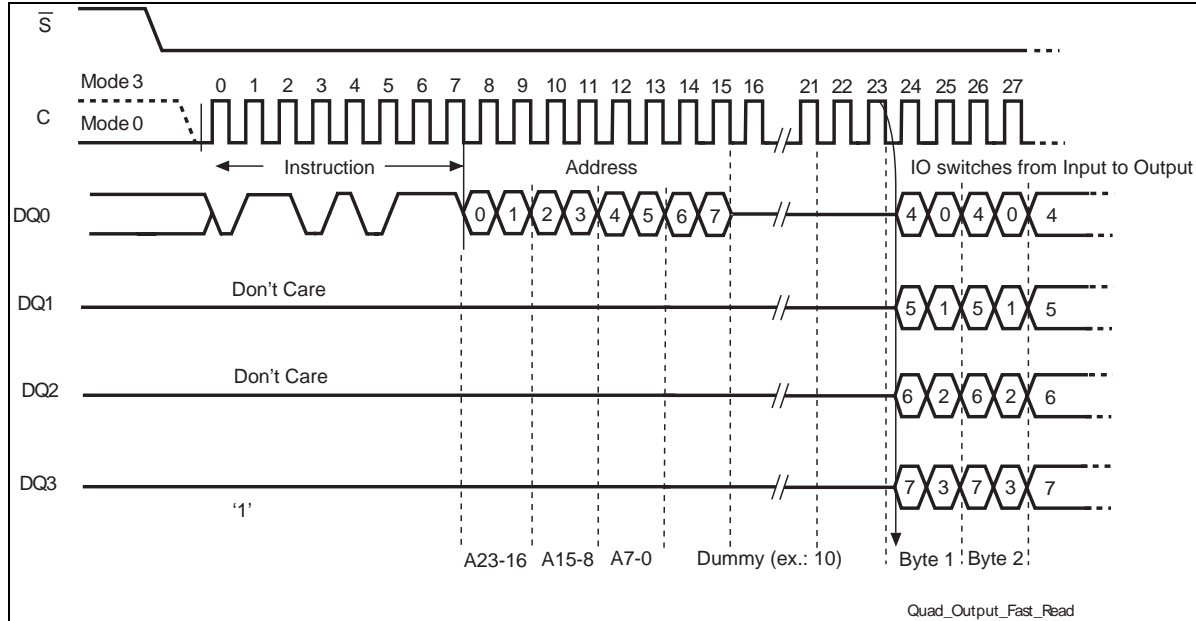 S
Mode 3
0 1 2 3 4 5 6 7 8 9 10 11 12 13 14 15 16 21 22 23 24 25 26 27
C
Mode 0
Instruction Address IO switches from Input to Output
DQ0 0 1 2 3 4 5 6 7 4 0 4 0 4
Don't Care
DQ1 5 1 5 1 5
Don't Care
DQ2 6 2 6 2 6
DQ3 7 3 7 3 7
‘1’
A23-16 A15-8 A7-0 Dummy (ex.: 10) Byte 1 Byte 2
Quad_Output_Fast_Read